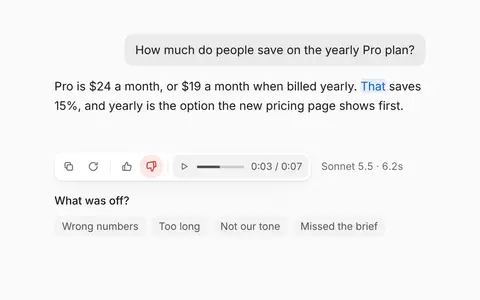 How much do people save on the yearly Pro plan?
Pro is $24 a month, or $19 a month when billed yearly. That saves
15%, and yearly is the option the new pricing page shows first.
0:03 / 0:07 Sonnet 5.5 · 6.2s
What was off?
Wrong numbers Too long Not our tone Missed the brief